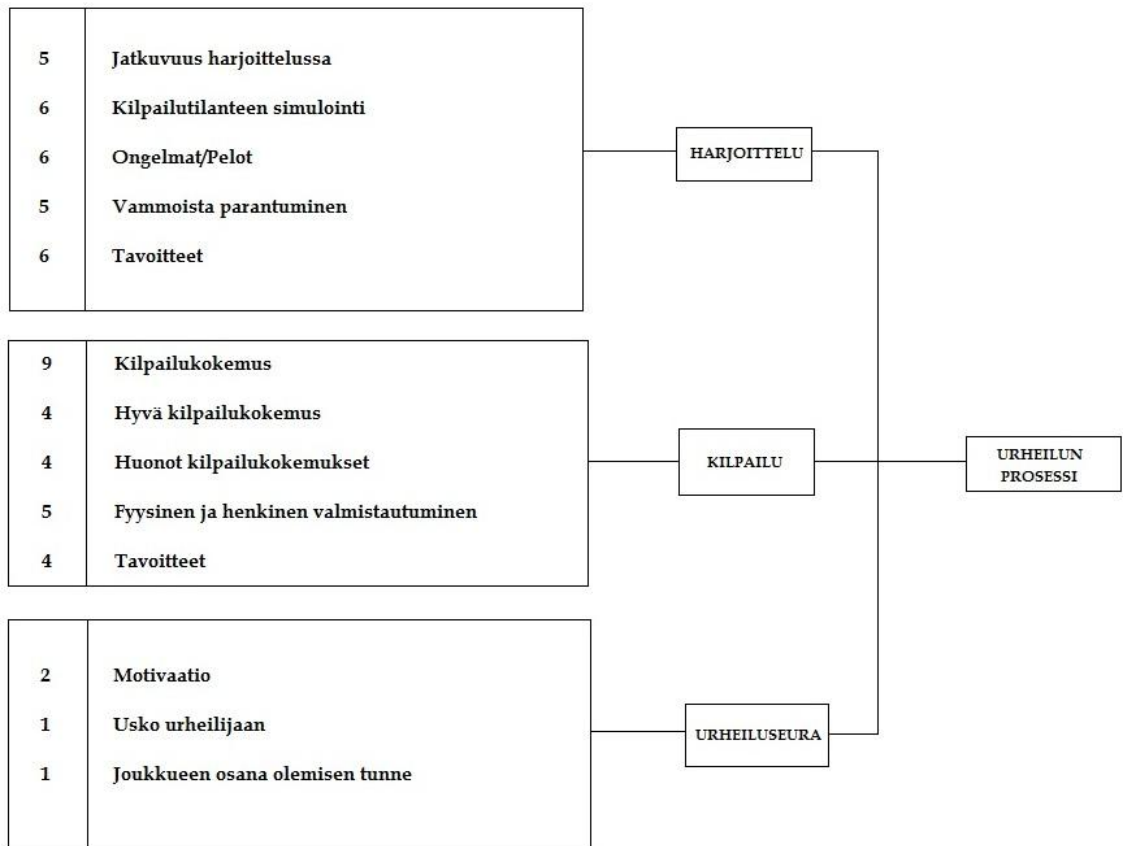 5 Jatkuvuus harjoittelussa
6 Kilpailutilanteen simulointi
6 Ongelmat/Pelot
5 Vammoista parantuminen
6 Tavoitteet
HARJOITTELU
9 Kilpailukokemus
4 Hyvä kilpailukokemus
4 Huonot kilpailukokemukset
5 Fyysinen ja henkinen valmistautuminen
4 Tavoitteet
KILPAILU
URHEILUN
PROSESSI
2 Motivaatio
1 Usko urheilijaan
1 Joukkueen osana olemisen tunne
URHEILUSEURA